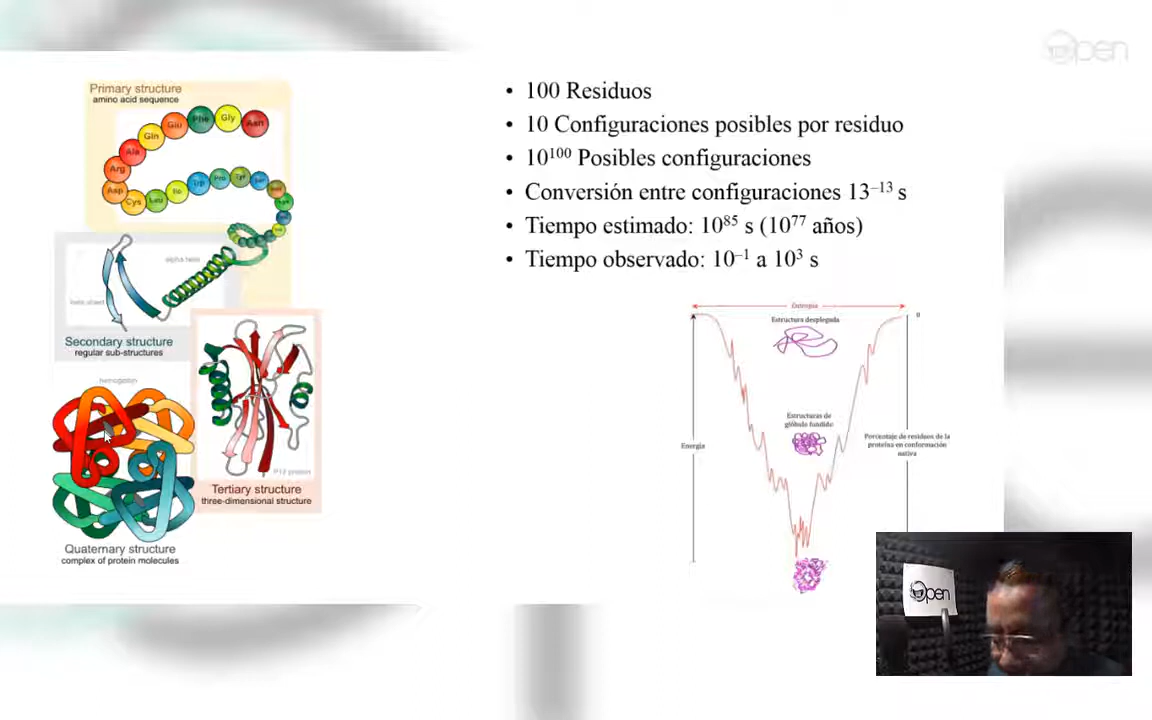 Open
Primary structure
amino acid sequence
Asn
Gly
Phe
Glu
Gln
Ala
Arg
Asp
Cys
Leu
Ile
Trp
Pro
Tyr
Ser
alpha helix
Secondary structure
regular sub-structures
hemoglobin
P13 protein
Tertiary structure
three-dimensional structure
Quaternary structure
complex of protein molecules
• 100 Residuos
• 10 Configuraciones posibles por residuo
• 10¹⁰⁰ Posibles configuraciones
• Conversión entre configuraciones 13⁻¹³ s
• Tiempo estimado: 10⁸⁵ s (10⁷⁷ años)
• Tiempo observado: 10⁻¹ a 10³ s
Entropía
Estructura desplegada
0
Estructuras de
glóbulo fundido
Energía
Porcentaje de residuos de la
proteína en conformación
nativa
Open